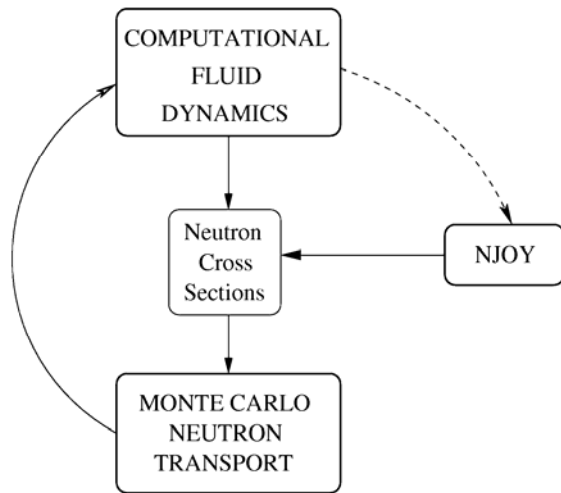 COMPUTATIONAL
FLUID
DYNAMICS
Neutron
Cross
Sections
NJOY
MONTE CARLO
NEUTRON
TRANSPORT